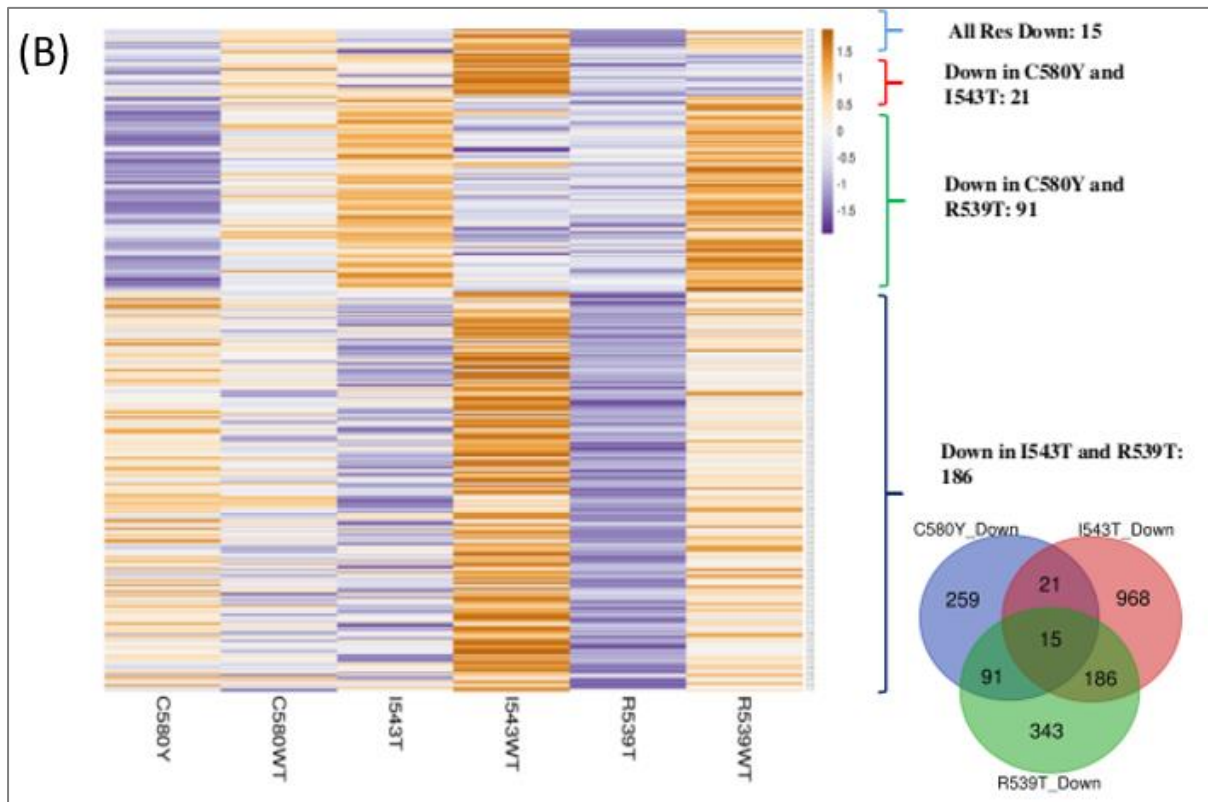 (B)
1.5
1
0.5
0
-0.5
-1
-1.5
All Res Down: 15
Down in C580Y and
I543T: 21
Down in C580Y and
R539T: 91
Down in I543T and R539T:
186
C580Y
C580WT
I543T
I543WT
R539T
R539WT
C580Y_Down
I543T_Down
259
21
968
15
91
186
343
R539T_Down